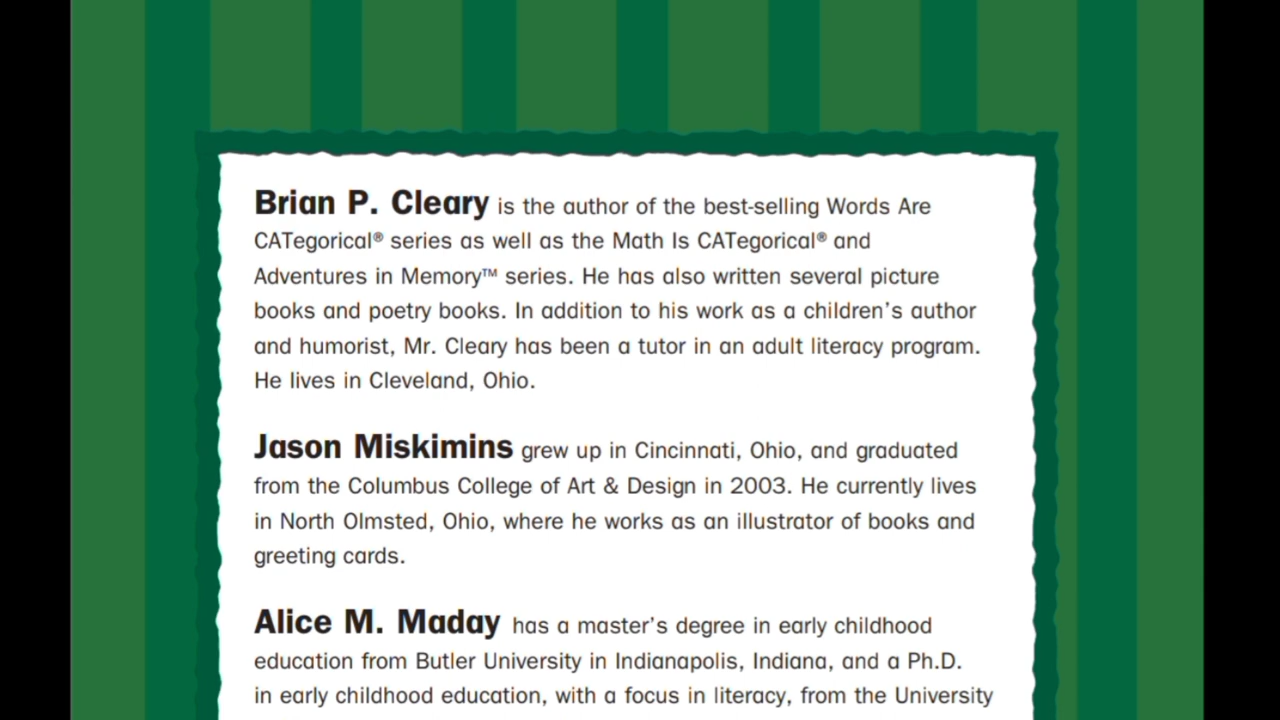 Brian P. Cleary is the author of the best-selling Words Are
CATegorical® series as well as the Math Is CATegorical® and
Adventures in Memory™ series. He has also written several picture
books and poetry books. In addition to his work as a children’s author
and humorist, Mr. Cleary has been a tutor in an adult literacy program.
He lives in Cleveland, Ohio.
Jason Miskimins grew up in Cincinnati, Ohio, and graduated
from the Columbus College of Art & Design in 2003. He currently lives
in North Olmsted, Ohio, where he works as an illustrator of books and
greeting cards.
Alice M. Maday has a master’s degree in early childhood
education from Butler University in Indianapolis, Indiana, and a Ph.D.
in early childhood education, with a focus in literacy, from the University